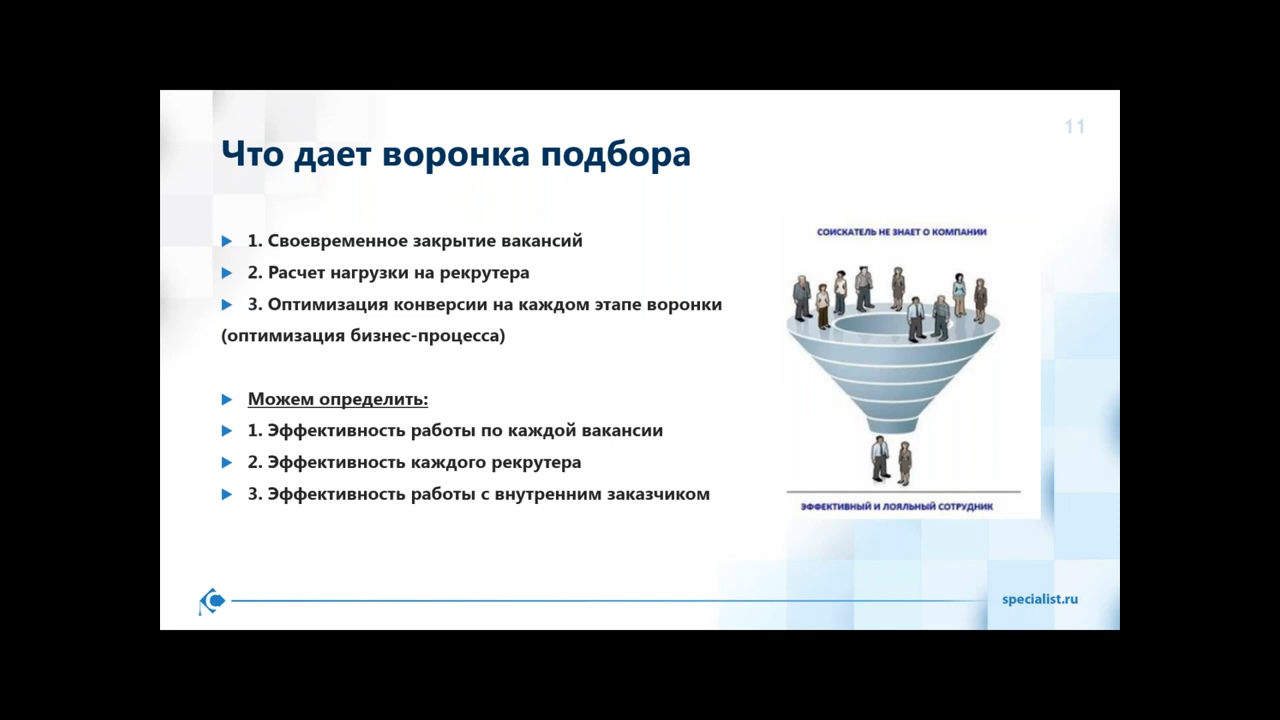 11
Что дает воронка подбора
1. Своевременное закрытие вакансий
2. Расчет нагрузки на рекрутера
3. Оптимизация конверсии на каждом этапе воронки
(оптимизация бизнес-процесса)
Можем определить:
1. Эффективность работы по каждой вакансии
2. Эффективность каждого рекрутера
3. Эффективность работы с внутренним заказчиком
СОИСКАТЕЛЬ НЕ ЗНАЕТ О КОМПАНИИ
ЭФФЕКТИВНЫЙ И ЛОЯЛЬНЫЙ СОТРУДНИК
specialist.ru